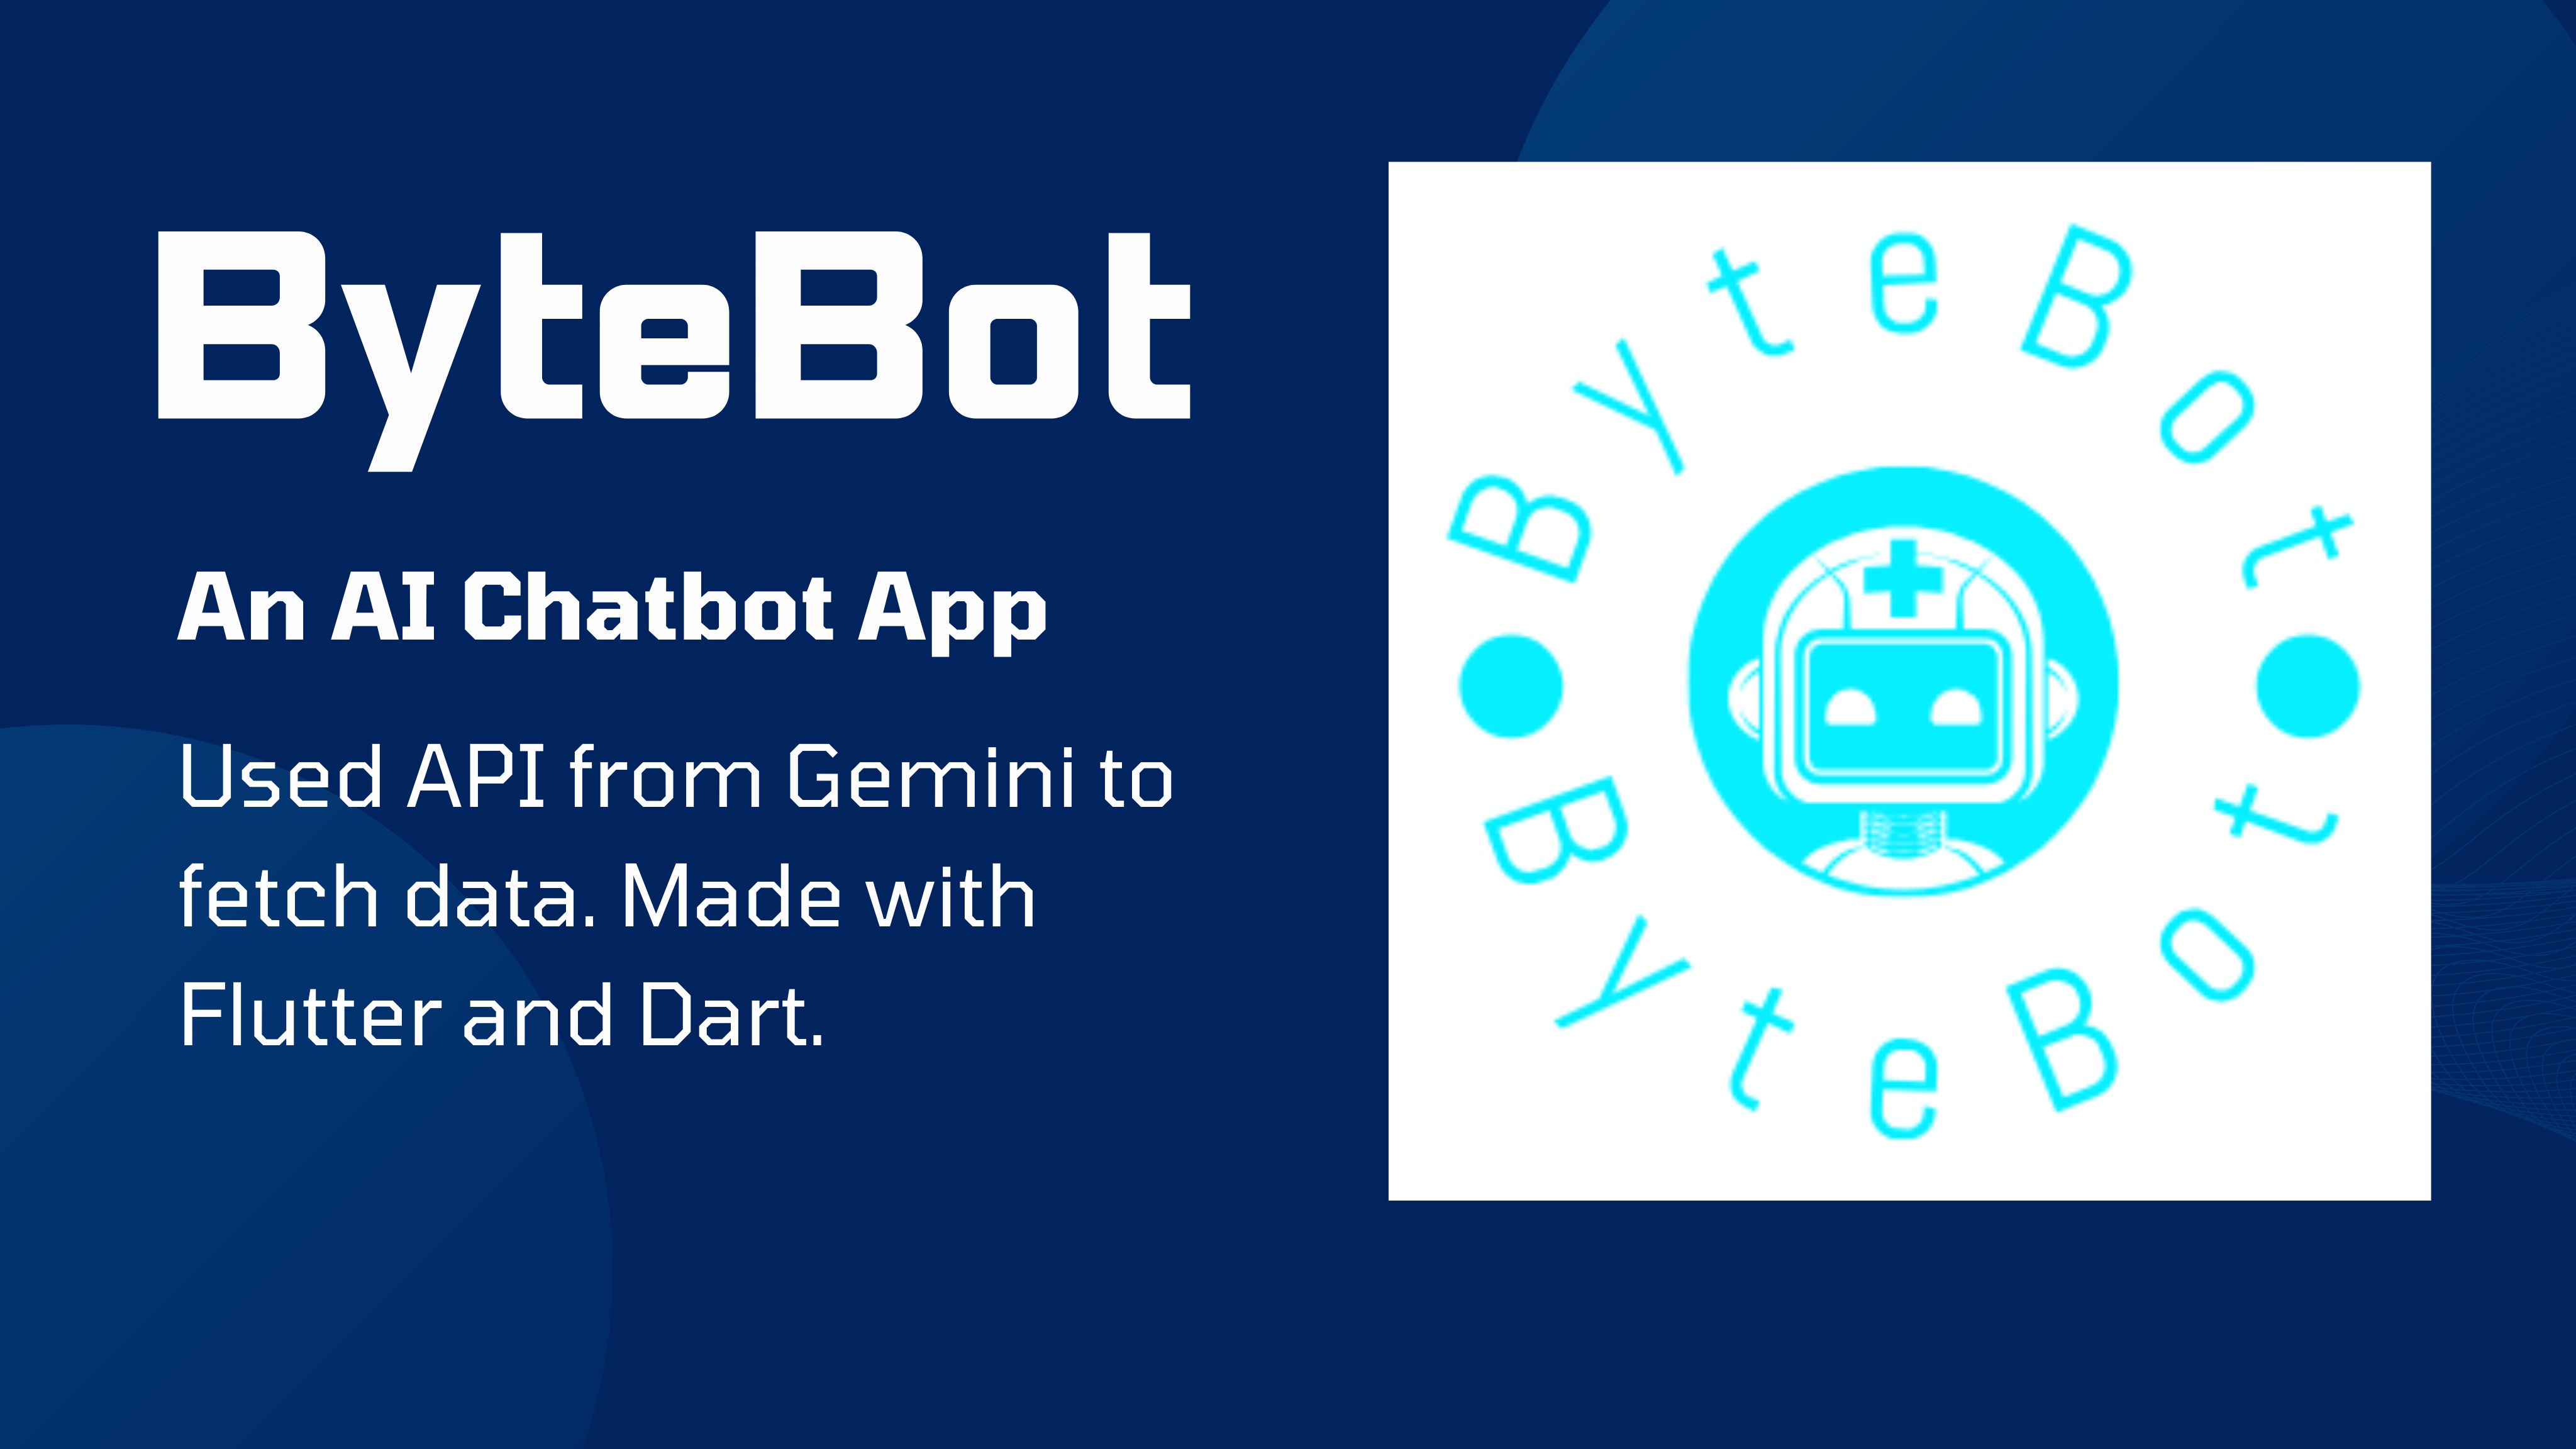 ByteBot
An AI Chatbot App
Used API from Gemini to
fetch data. Made with
Flutter and Dart.
ByteBot
ByteBot